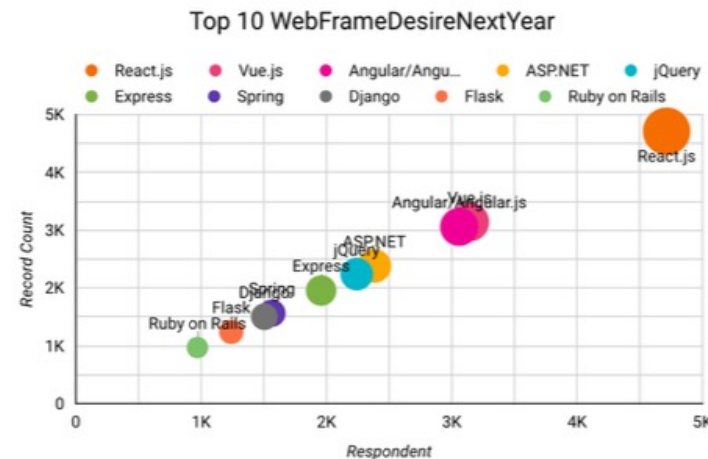 Top 10 WebFrameDesireNextYear
React.js Vue.js Angular/Angu... ASP.NET jQuery
Express Spring Django Flask Ruby on Rails
5K
React.js
4K
Vue.js
Angular/Angular.js
3K
ASP.NET
jQuery
Express
2K
Spring
Django
Flask
Ruby on Rails
1K
0
0 1K 2K 3K 4K 5K
Record Count
Respondent